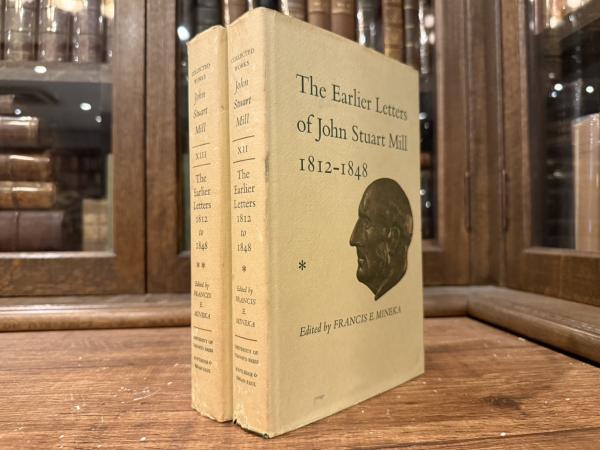 COLLECTED
WORKS
John
Stuart
Mill
XIII
The
Earlier
Letters
1812
to
1848
**
Edited by
FRANCIS
E.
MINEKA
UNIVERSITY OF
TORONTO PRESS
ROUTLEDGE &
KEGAN PAUL
COLLECTED
WORKS
John
Stuart
Mill
XII
The
Earlier
Letters
1812
to
1848
*
Edited by
FRANCIS
E.
MINEKA
UNIVERSITY OF
TORONTO PRESS
ROUTLEDGE &
KEGAN PAUL
The Earlier Letters
of John Stuart Mill
1812-1848
*
Edited by FRANCIS E. MINEKA